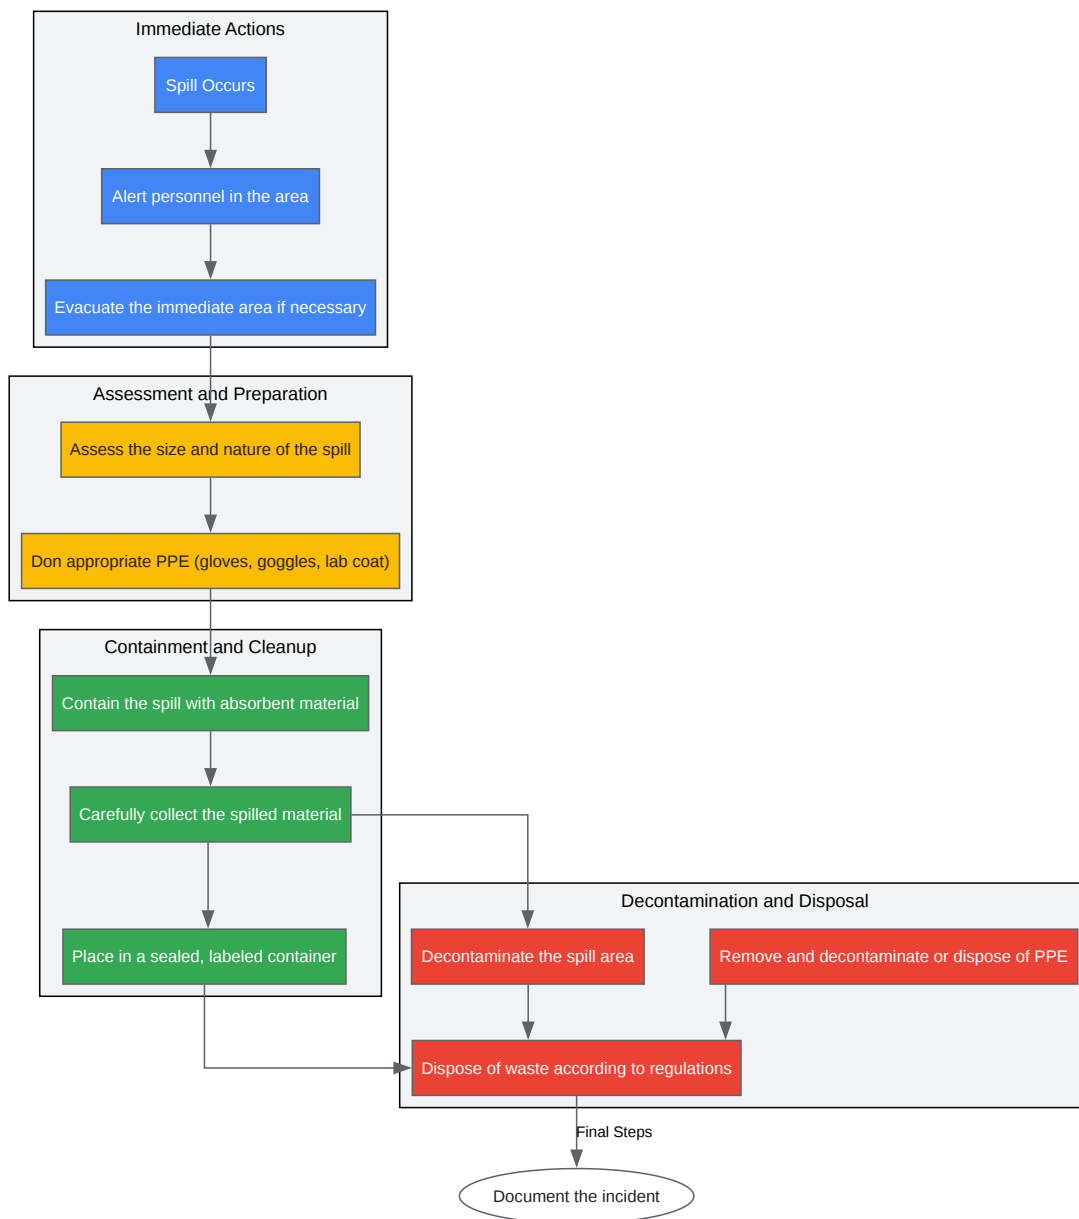 Immediate Actions
Spill Occurs
Alert personnel in the area
Evacuate the immediate area if necessary
Assessment and Preparation
Assess the size and nature of the spill
Don appropriate PPE (gloves, goggles, lab coat)
Containment and Cleanup
Contain the spill with absorbent material
Carefully collect the spilled material
Place in a sealed, labeled container
Decontamination and Disposal
Decontaminate the spill area
Remove and decontaminate or dispose of PPE
Dispose of waste according to regulations
Final Steps
Document the incident